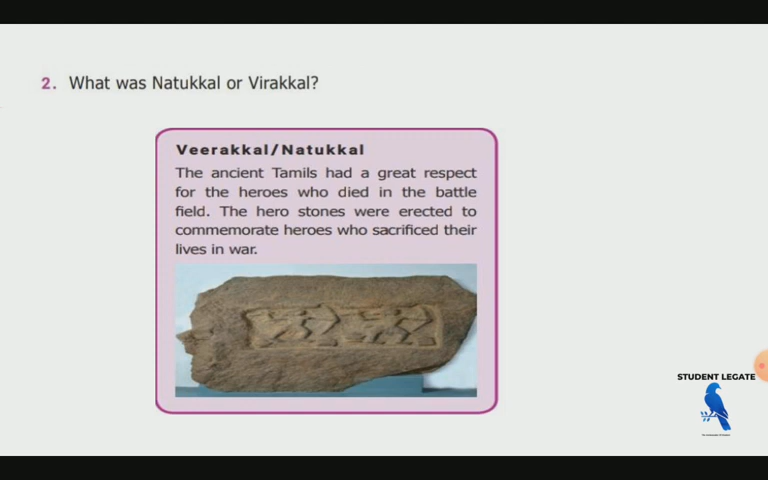 2. What was Natukkal or Virakkal?
Veerakkal/Natukkal
The ancient Tamils had a great respect
for the heroes who died in the battle
field. The hero stones were erected to
commemorate heroes who sacrificed their
lives in war.
STUDENT LEGATE